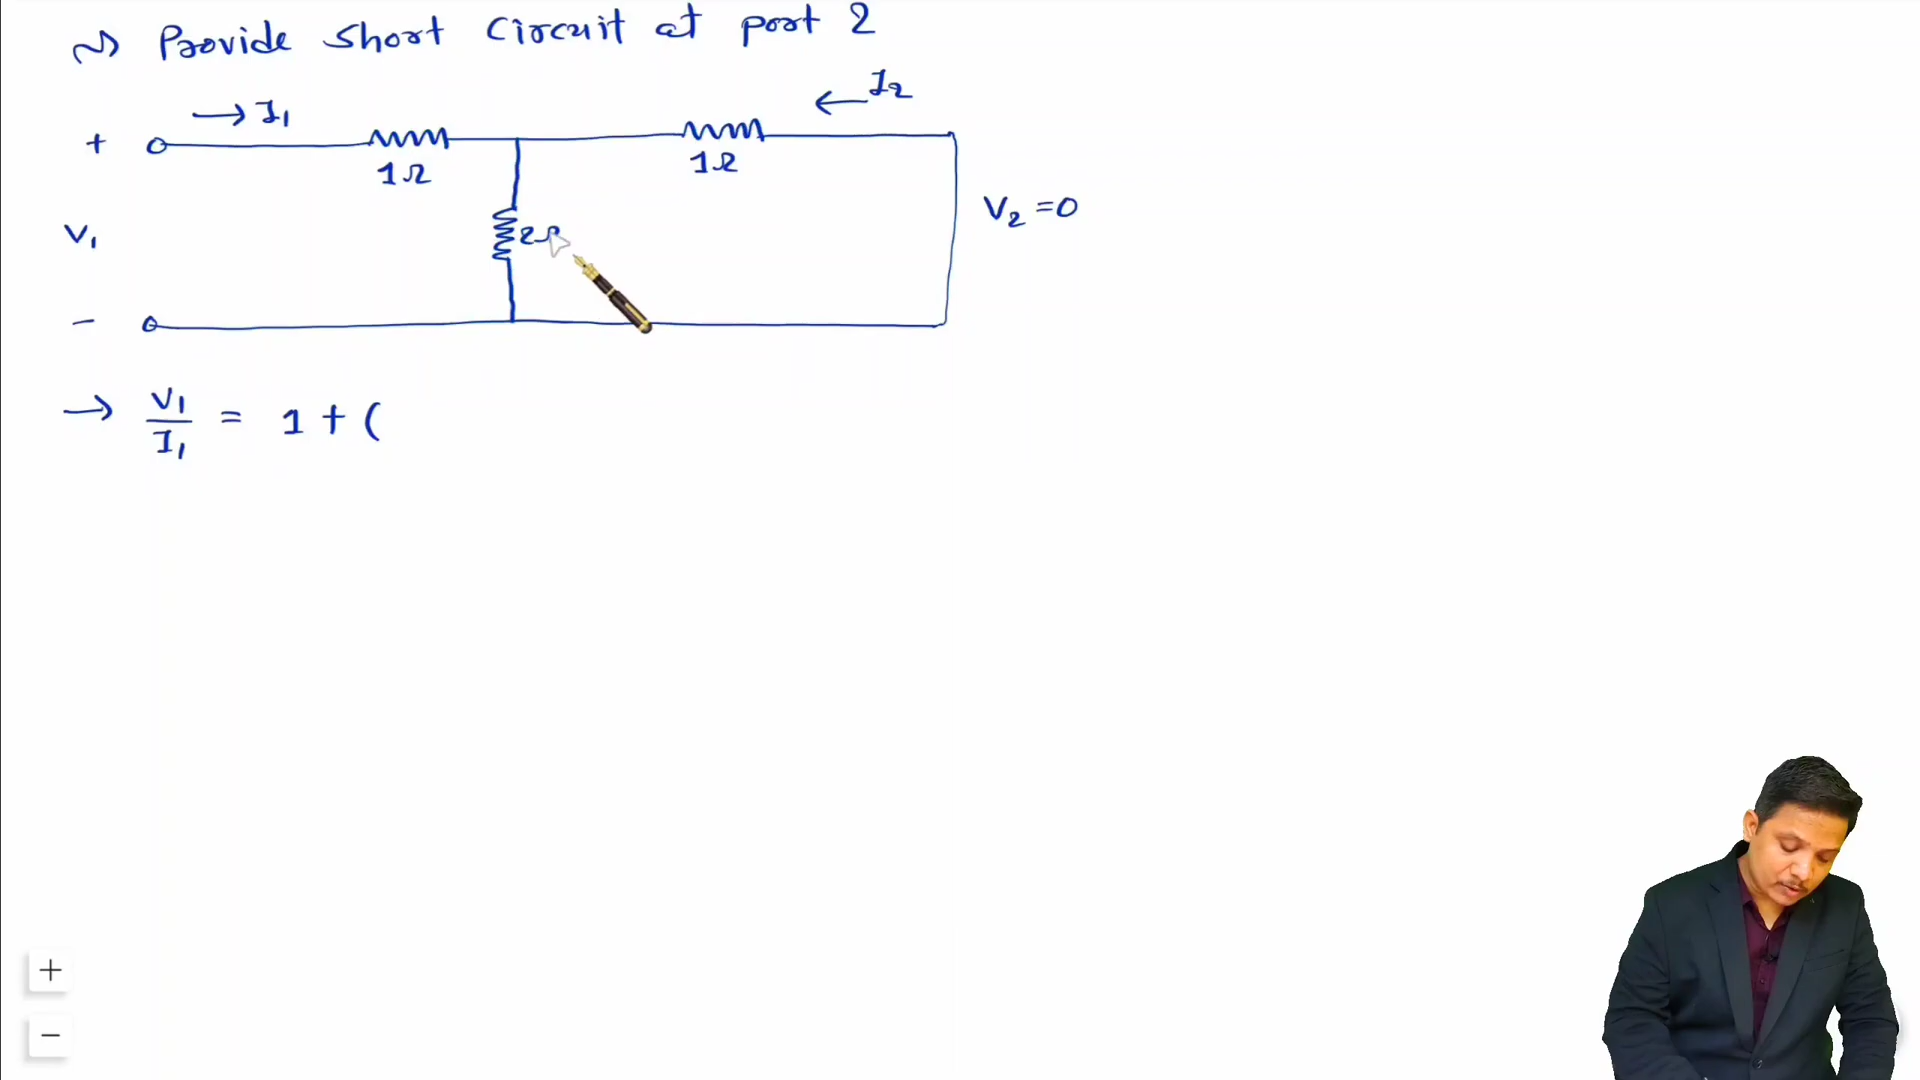 ~> Provide short circuit at port 2
→ I₁
← I₂
+
1Ω
1Ω
V₁
2Ω
V₂ = 0
-
→ V₁/I₁ = 1 + (
+
-